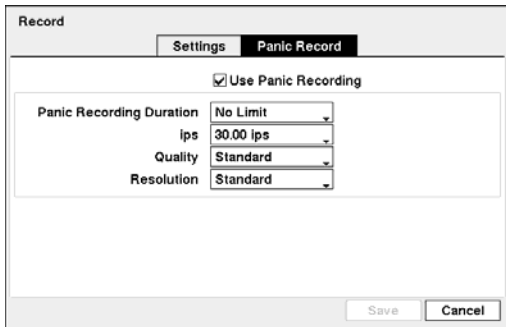 Record
Settings Panic Record
Use Panic Recording
Panic Recording Duration No Limit
ips 30.00 ips
Quality Standard
Resolution Standard
Save Cancel